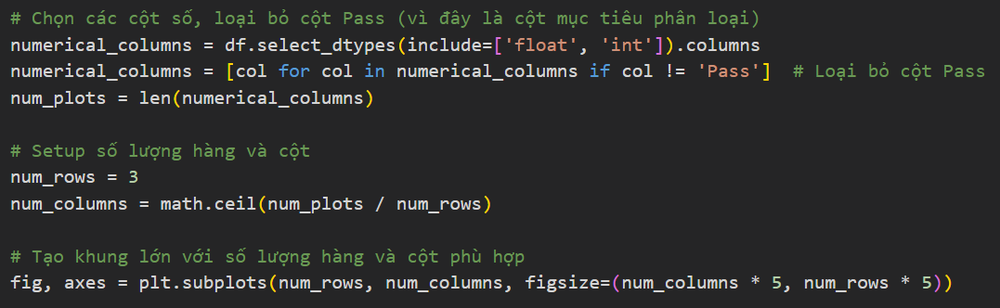 # Chọn các cột số, loại bỏ cột Pass (vì đây là cột mục tiêu phân loại)
numerical_columns = df.select_dtypes(include=['float', 'int']).columns
numerical_columns = [col for col in numerical_columns if col != 'Pass']  # Loại bỏ cột Pass
num_plots = len(numerical_columns)

# Setup số lượng hàng và cột
num_rows = 3
num_columns = math.ceil(num_plots / num_rows)

# Tạo khung lớn với số lượng hàng và cột phù hợp
fig, axes = plt.subplots(num_rows, num_columns, figsize=(num_columns * 5, num_rows * 5))